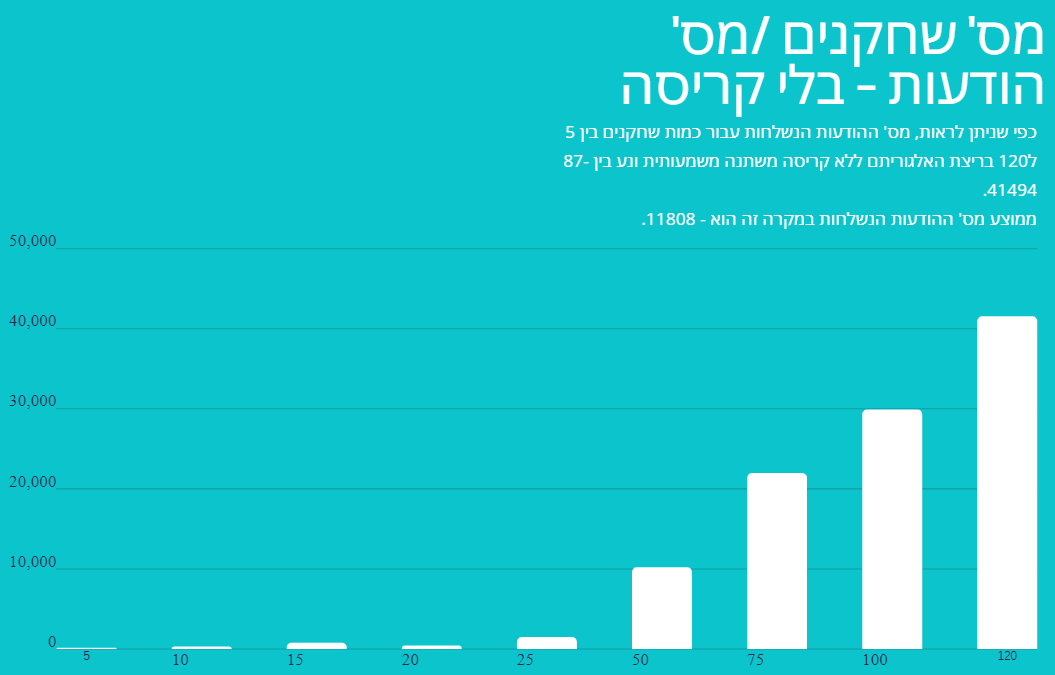 מס' שחקנים /מס'
הודעות – בלי קריסה
כפי שניתן לראות, מס' ההודעות הנשלחות עבור כמות שחקנים בין 5
ל120 בריצת האלגוריתם ללא קריסה משתנה משמעותית ונע בין -87
41494.
ממוצע מס' ההודעות הנשלחות במקרה זה הוא - 11808.
50,000
40,000
30,000
20,000
10,000
0
5 10 15 20 25 50 75 100 120